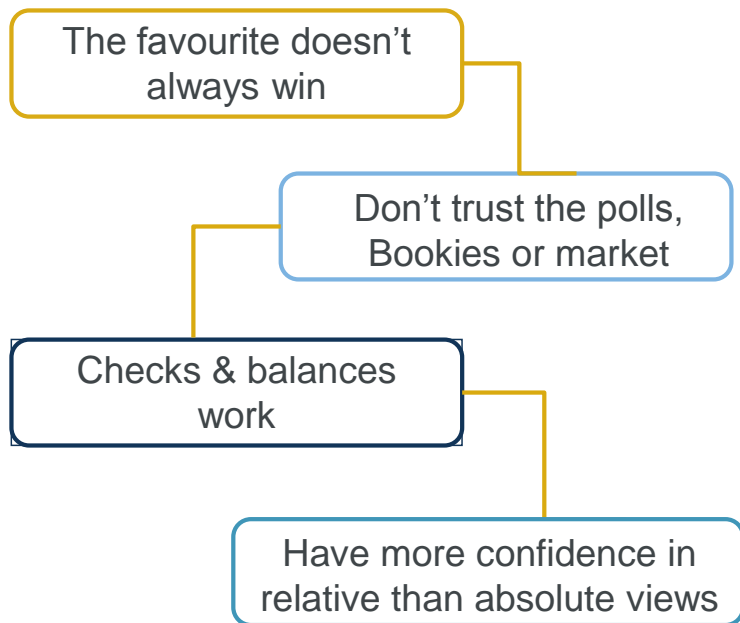 The favourite doesn’t
always win
Don’t trust the polls,
Bookies or market
Checks & balances
work
Have more confidence in
relative than absolute views